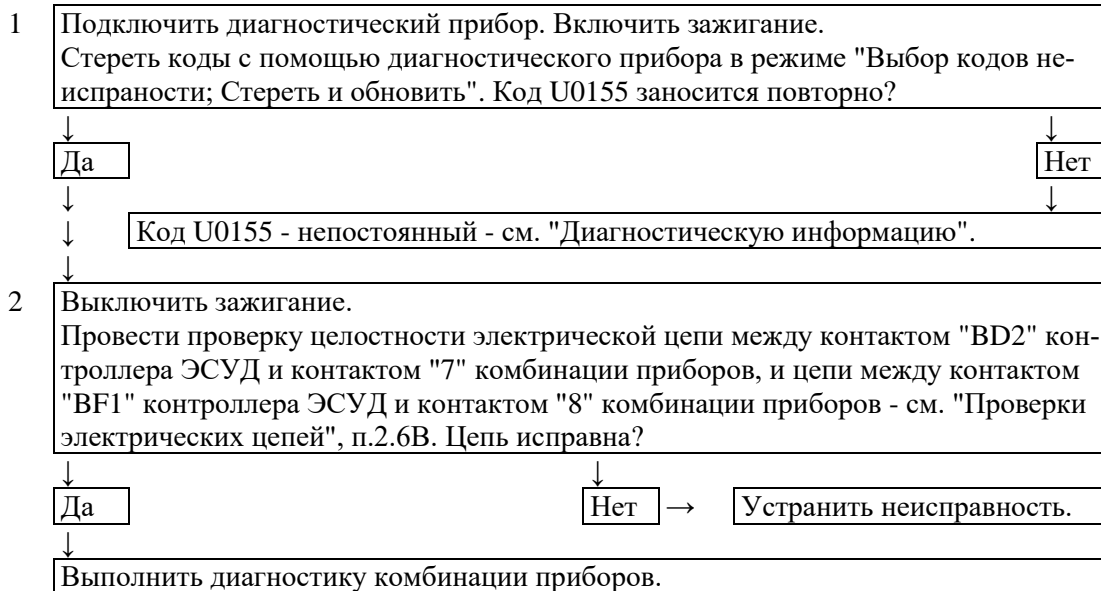 1 Подключить диагностический прибор. Включить зажигание.
Стереть коды с помощью диагностического прибора в режиме "Выбор кодов не-
испраности; Стереть и обновить". Код U0155 заносится повторно?
↓ ↓
Да Нет
↓ ↓
↓ Код U0155 - непостоянный - см. "Диагностическую информацию".
↓
2 Выключить зажигание.
Провести проверку целостности электрической цепи между контактом "BD2" кон-
троллера ЭСУД и контактом "7" комбинации приборов, и цепи между контактом
"BF1" контроллера ЭСУД и контактом "8" комбинации приборов - см. "Проверки
электрических цепей", п.2.6В. Цепь исправна?
↓ ↓
Да Нет → Устранить неисправность.
↓
Выполнить диагностику комбинации приборов.